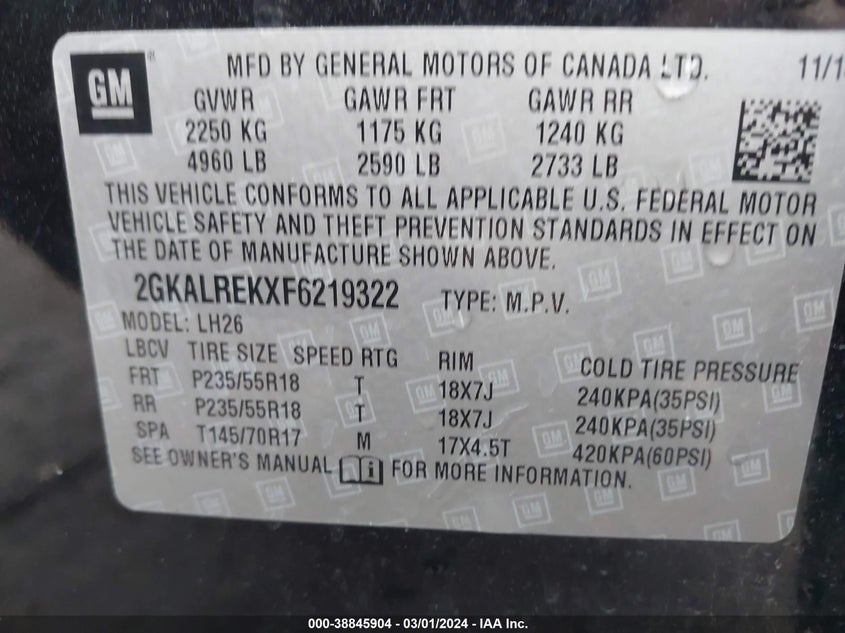 GM
MFD BY GENERAL MOTORS OF CANADA LTD.
GVWR GAWR FRT GAWR RR
2250 KG 1175 KG 1240 KG
4960 LB 2590 LB 2733 LB
THIS VEHICLE CONFORMS TO ALL APPLICABLE U.S. FEDERAL MOTOR
VEHICLE SAFETY AND THEFT PREVENTION STANDARDS IN EFFECT ON
THE DATE OF MANUFACTURE SHOWN ABOVE.
2GKALREKXF6219322 TYPE: M.P.V.
MODEL: LH26
LBCV TIRE SIZE SPEED RTG RIM COLD TIRE PRESSURE
FRT P235/55R18 T 18X7J 240KPA(35PSI)
RR P235/55R18 T 18X7J 240KPA(35PSI)
SPA T145/70R17 M 17X4.5T 420KPA(60PSI)
SEE OWNER'S MANUAL FOR MORE INFORMATION.
000-38845904 / 03/01/2024 - IAA Inc.